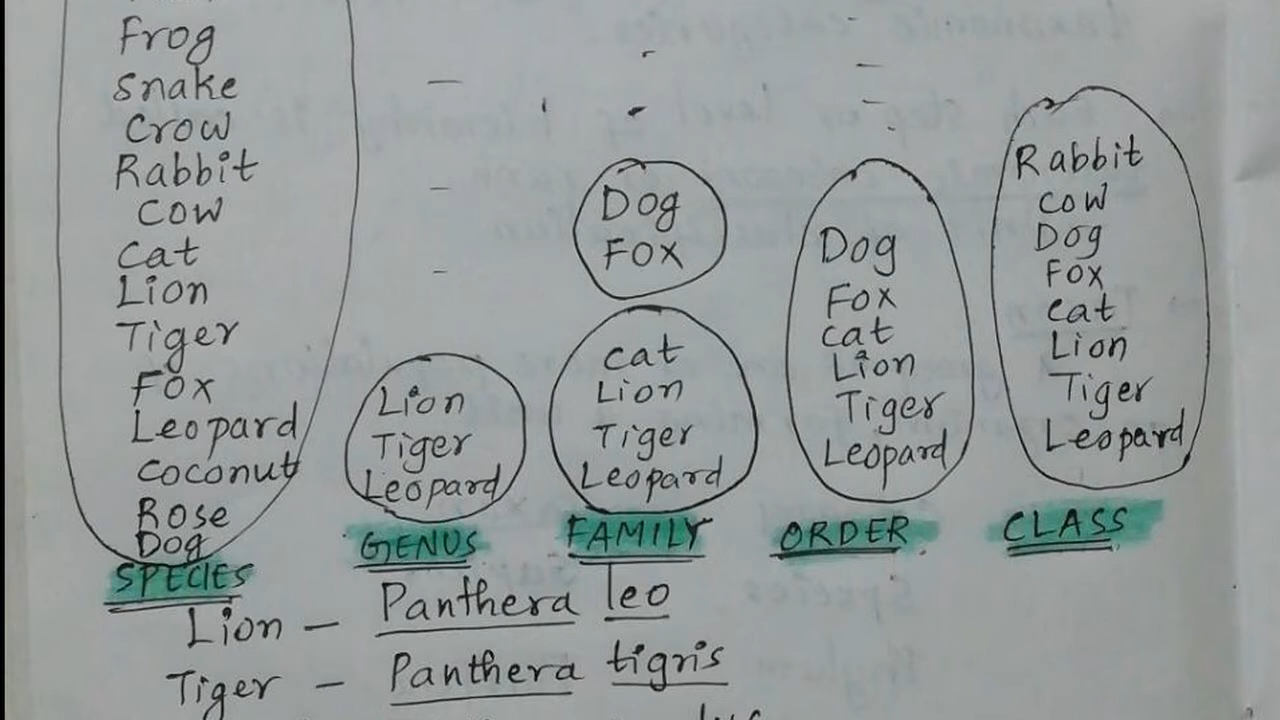 Frog
Snake
Crow
Rabbit
Cow
Cat
Lion
Tiger
Fox
Leopard
Coconut
Rose
Dog
SPECIES
Lion
Tiger
Leopard
GENUS
Dog
Fox
Cat
Lion
Tiger
Leopard
FAMILY
Dog
Fox
Cat
Lion
Tiger
Leopard
ORDER
Rabbit
Cow
Dog
Fox
Cat
Lion
Tiger
Leopard
CLASS
Lion – Panthera leo
Tiger – Panthera tigris